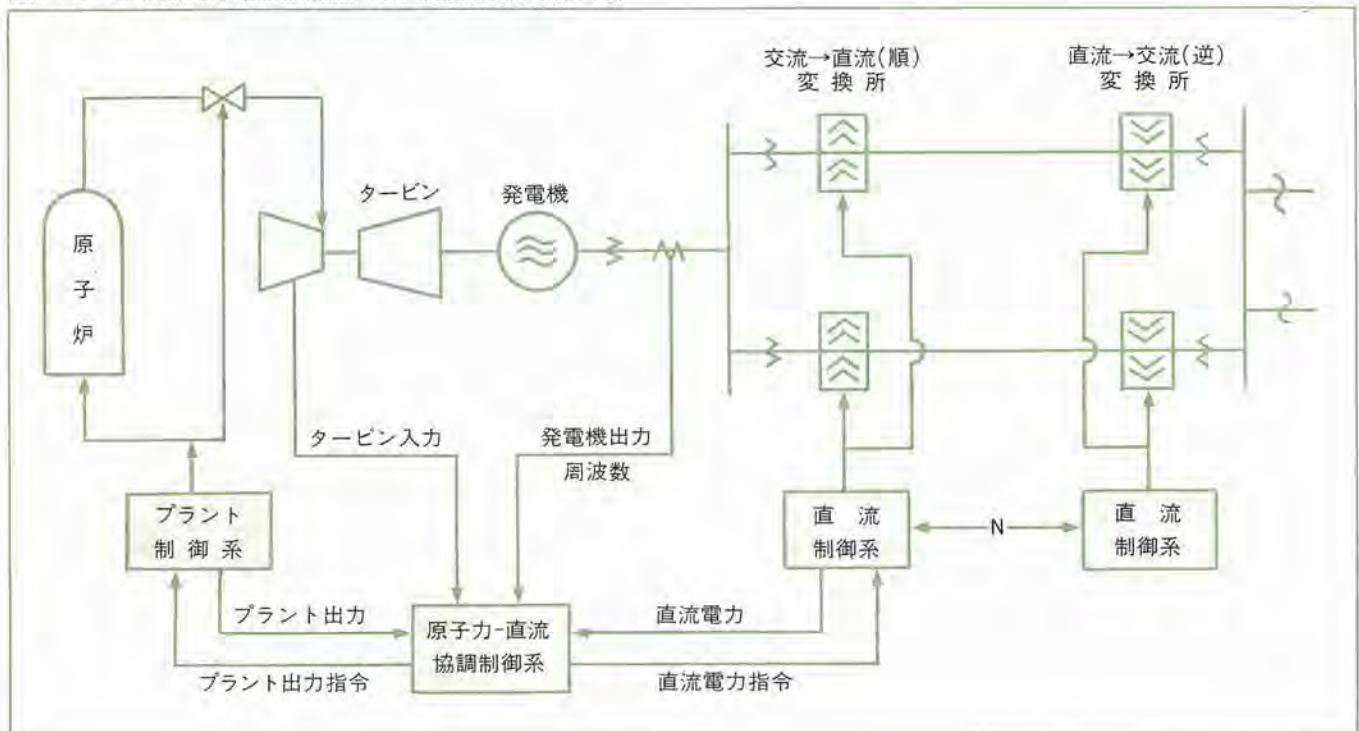 交流→直流(順)
変換所
直流→交流(逆)
変換所
タービン
発電機
原子炉
タービン入力
発電機出力
周波数
プラント
制御系
直流
制御系
N
直流
制御系
プラント出力
原子力-直流
協調制御系
直流電力
プラント出力指令
直流電力指令